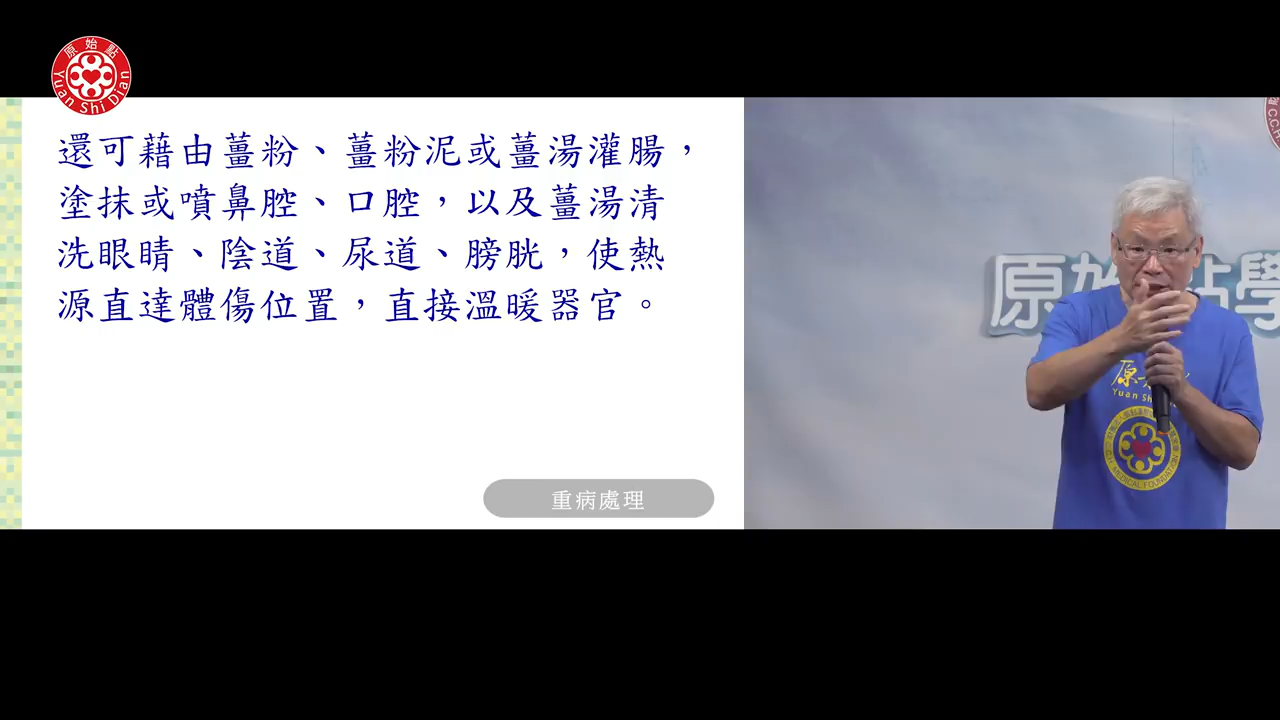 原始點
Yuan Shi Dian
還可藉由薑粉、薑粉泥或薑湯灌腸，
塗抹或噴鼻腔、口腔，以及薑湯清
洗眼睛、陰道、尿道、膀胱，使熱
源直達體傷位置，直接溫暖器官。
重病處理
原始點學
Yuan Sh
MEDICAL FOUNDATION